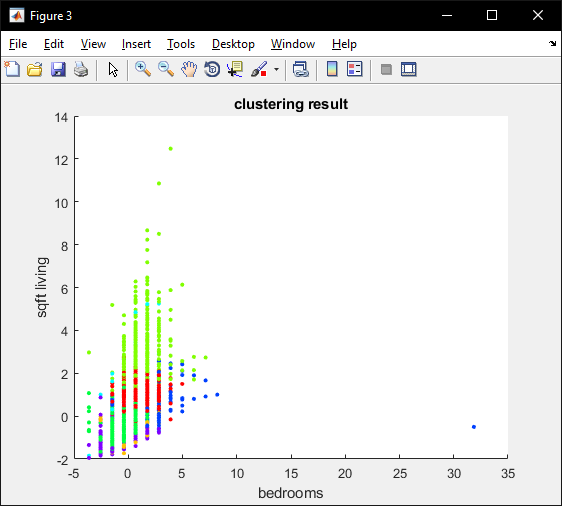 Figure 3
File Edit View Insert Tools Desktop Window Help
clustering result
14
12
10
8
6
4
2
0
-2
sqft living
-5 0 5 10 15 20 25 30 35
bedrooms